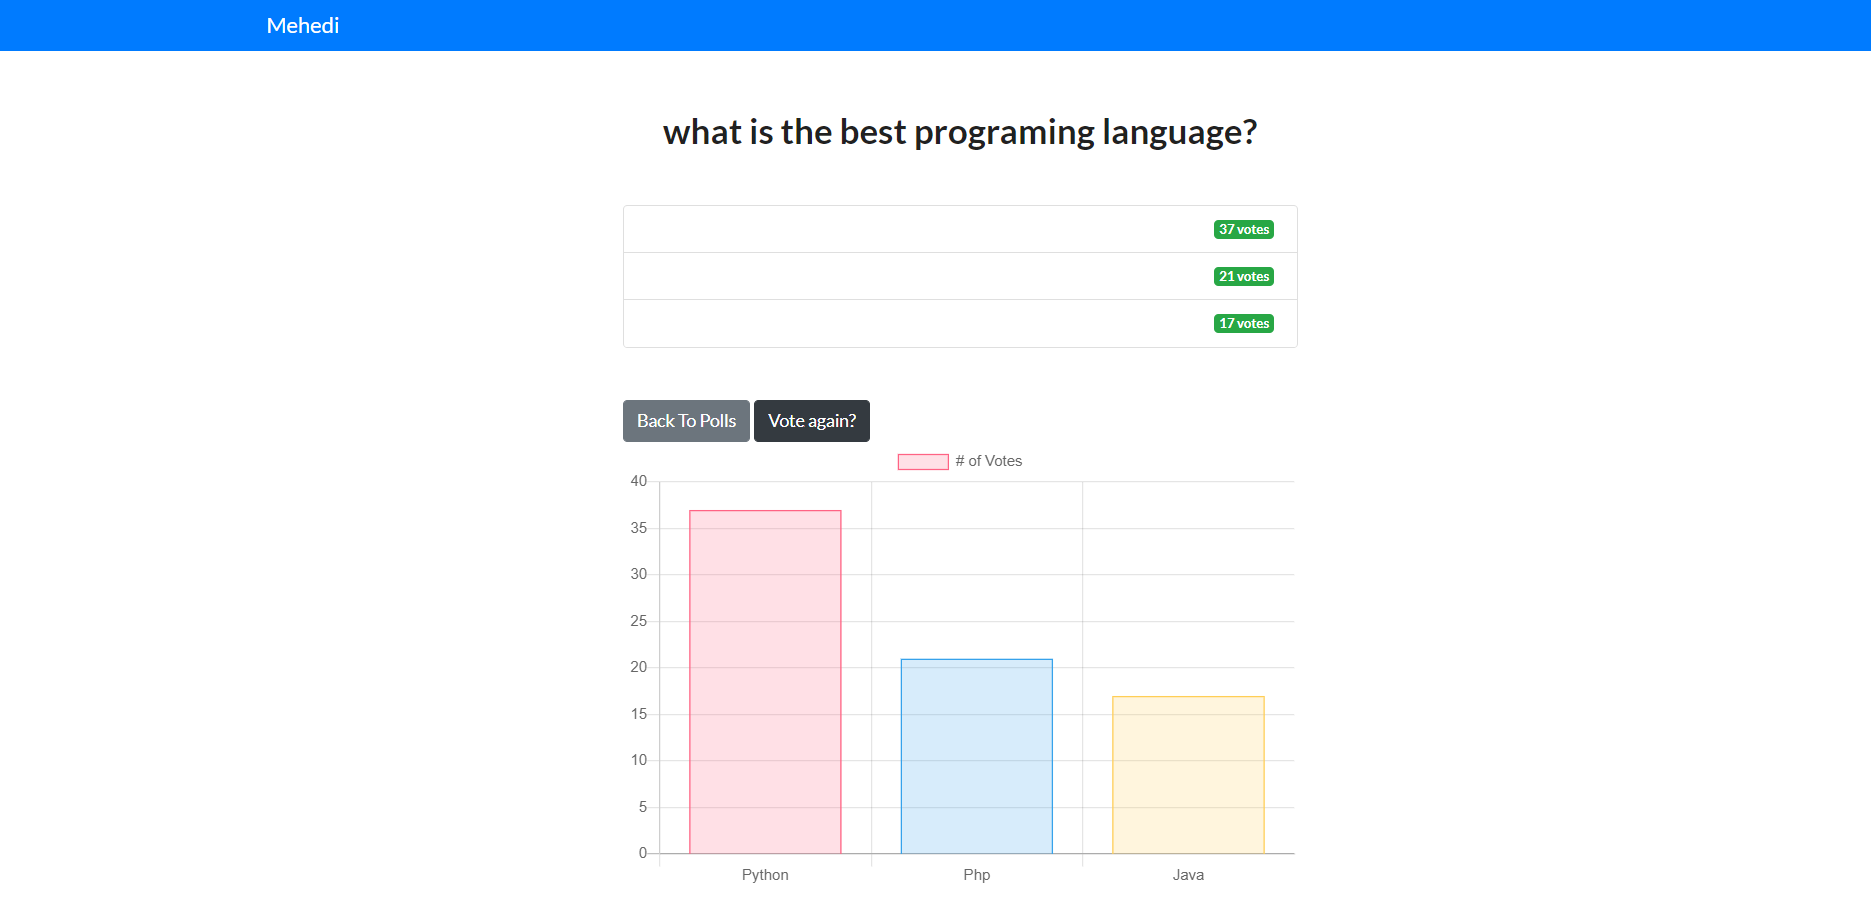 Mehedi
what is the best programing language?
37 votes
21 votes
17 votes
Back To Polls Vote again?
# of Votes
40
35
30
25
20
15
10
5
0
Python Php Java